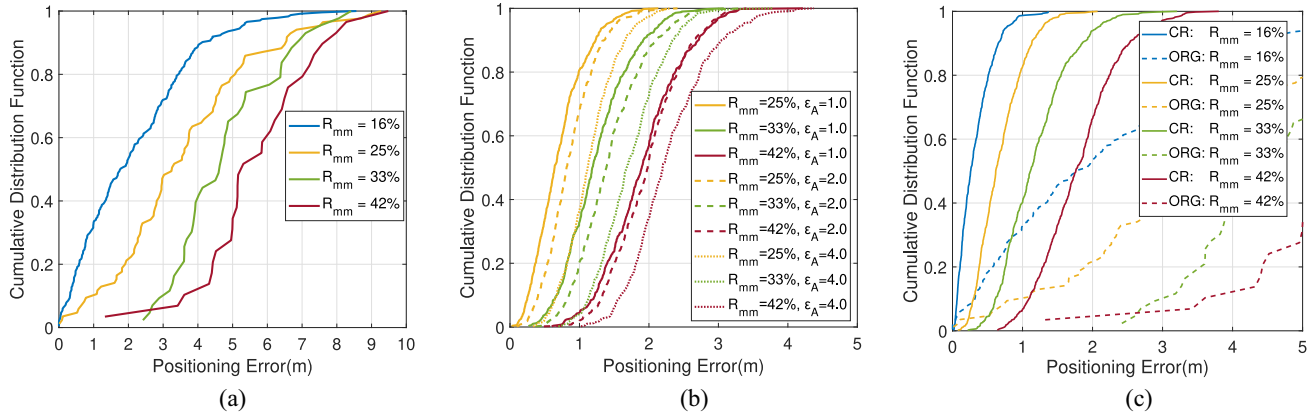 Cumulative Distribution Function
1
0.8
0.6
0.4
0.2
0
0 1 2 3 4 5 6 7 8 9 10
Positioning Error(m)
R_mm = 16%
R_mm = 25%
R_mm = 33%
R_mm = 42%
(a)
Cumulative Distribution Function
1
0.8
0.6
0.4
0.2
0
0 1 2 3 4 5
Positioning Error(m)
R_mm=25%, ε_A=1.0
R_mm=33%, ε_A=1.0
R_mm=42%, ε_A=1.0
R_mm=25%, ε_A=2.0
R_mm=33%, ε_A=2.0
R_mm=42%, ε_A=2.0
R_mm=25%, ε_A=4.0
R_mm=33%, ε_A=4.0
R_mm=42%, ε_A=4.0
(b)
Cumulative Distribution Function
1
0.8
0.6
0.4
0.2
0
0 1 2 3 4 5
Positioning Error(m)
CR: R_mm = 16%
ORG: R_mm = 16%
CR: R_mm = 25%
ORG: R_mm = 25%
CR: R_mm = 33%
ORG: R_mm = 33%
CR: R_mm = 42%
ORG: R_mm = 42%
(c)